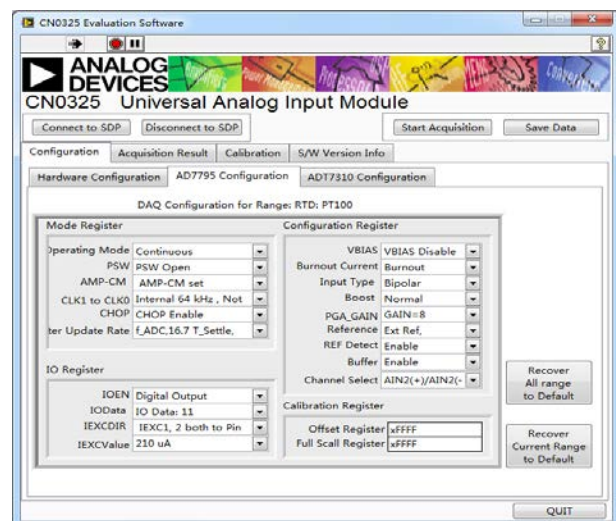 CN0325 Evaluation Software
ANALOG
DEVICES
CN0325 Universal Analog Input Module
Connect to SDP Disconnect to SDP Start Acquisition Save Data
Configuration Acquisition Result Calibration S/W Version Info
Hardware Configuration AD7795 Configuration ADT7310 Configuration
DAQ Configuration for Range: RTD: PT100
Mode Register
Operating Mode Continuous
PSW PSW Open
AMP-CM AMP-CM set
CLK1 to CLK0 Internal 64 kHz , Not
CHOP CHOP Enable
ter Update Rate f_ADC,16.7 T_Settle,
IO Register
IOEN Digital Output
IOData IO Data: 11
IEXCDIR IEXC1, 2 both to Pin
IEXCValue 210 uA
Configuration Register
VBIAS VBIAS Disable
Burnout Current Burnout
Input Type Bipolar
Boost Normal
PGA_GAIN GAIN=8
Reference Ext Ref,
REF Detect Enable
Buffer Enable
Channel Select AIN2(+)/AIN2(-
Calibration Register
Offset Register xFFFF
Full Scall Register xFFFF
Recover
All range
to Default
Recover
Current Range
to Default
QUIT